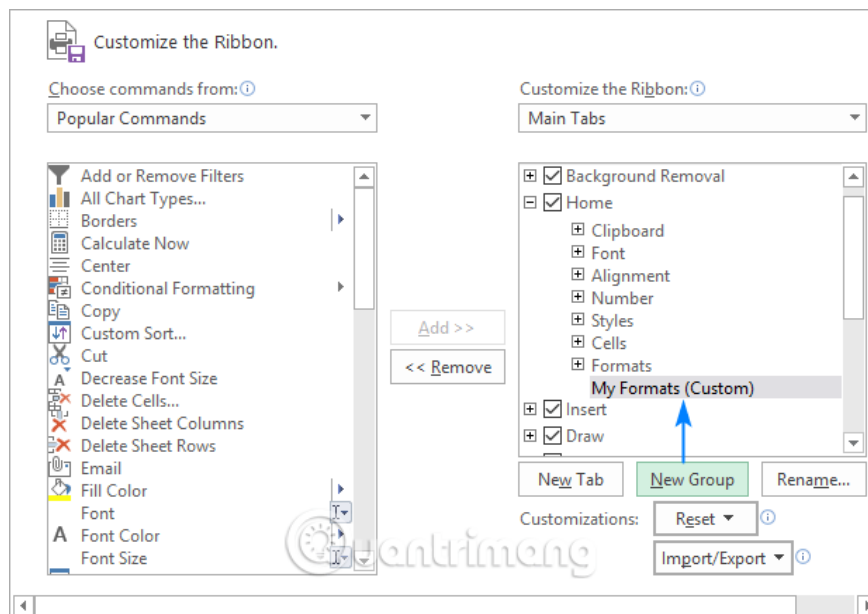 Customize the Ribbon.
Choose commands from:
Popular Commands
Add or Remove Filters
All Chart Types...
Borders
Calculate Now
Center
Conditional Formatting
Copy
Custom Sort...
Cut
Decrease Font Size
Delete Cells...
Delete Sheet Columns
Delete Sheet Rows
Email
Fill Color
Font
Font Color
Font Size
Add >>
<< Remove
Customize the Ribbon:
Main Tabs
Background Removal
Home
Clipboard
Font
Alignment
Number
Styles
Cells
Formats
My Formats (Custom)
Insert
Draw
New Tab
New Group
Rename...
Customizations:
Reset
Import/Export
Quantrimang